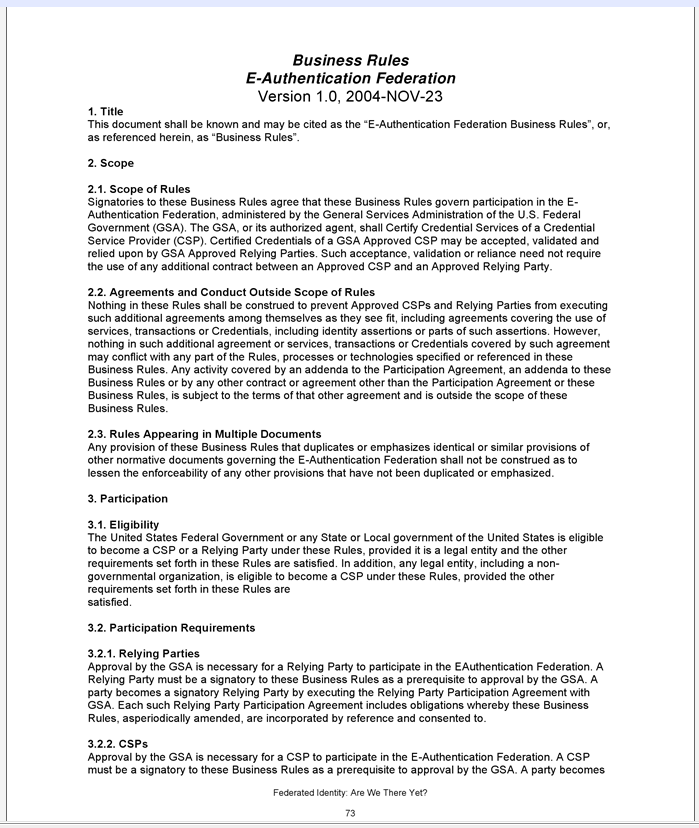 Business Rules
E-Authentication Federation
Version 1.0, 2004-NOV-23
1. Title
This document shall be known and may be cited as the “E-Authentication Federation Business Rules”, or,
as referenced herein, as “Business Rules”.
2. Scope
2.1. Scope of Rules
Signatories to these Business Rules agree that these Business Rules govern participation in the E-
Authentication Federation, administered by the General Services Administration of the U.S. Federal
Government (GSA). The GSA, or its authorized agent, shall Certify Credential Services of a Credential
Service Provider (CSP). Certified Credentials of a GSA Approved CSP may be accepted, validated and
relied upon by GSA Approved Relying Parties. Such acceptance, validation or reliance need not require
the use of any additional contract between an Approved CSP and an Approved Relying Party.
2.2. Agreements and Conduct Outside Scope of Rules
Nothing in these Rules shall be construed to prevent Approved CSPs and Relying Parties from executing
such additional agreements among themselves as they see fit, including agreements covering the use of
services, transactions or Credentials, including identity assertions or parts of such assertions. However,
nothing in such additional agreement or services, transactions or Credentials covered by such agreement
may conflict with any part of the Rules, processes or technologies specified or referenced in these
Business Rules. Any activity covered by an addenda to the Participation Agreement, an addenda to these
Business Rules or by any other contract or agreement other than the Participation Agreement or these
Business Rules, is subject to the terms of that other agreement and is outside the scope of these
Business Rules.
2.3. Rules Appearing in Multiple Documents
Any provision of these Business Rules that duplicates or emphasizes identical or similar provisions of
other normative documents governing the E-Authentication Federation shall not be construed as to
lessen the enforceability of any other provisions that have not been duplicated or emphasized.
3. Participation
3.1. Eligibility
The United States Federal Government or any State or Local government of the United States is eligible
to become a CSP or a Relying Party under these Rules, provided it is a legal entity and the other
requirements set forth in these Rules are satisfied. In addition, any legal entity, including a non-
governmental organization, is eligible to become a CSP under these Rules, provided the other
requirements set forth in these Rules are
satisfied.
3.2. Participation Requirements
3.2.1. Relying Parties
Approval by the GSA is necessary for a Relying Party to participate in the EAuthentication Federation. A
Relying Party must be a signatory to these Business Rules as a prerequisite to approval by the GSA. A
party becomes a signatory Relying Party by executing the Relying Party Participation Agreement with
GSA. Each such Relying Party Participation Agreement includes obligations whereby these Business
Rules, asperiodically amended, are incorporated by reference and consented to.
3.2.2. CSPs
Approval by the GSA is necessary for a CSP to participate in the E-Authentication Federation. A CSP
must be a signatory to these Business Rules as a prerequisite to approval by the GSA. A party becomes
Federated Identity: Are We There Yet?
73